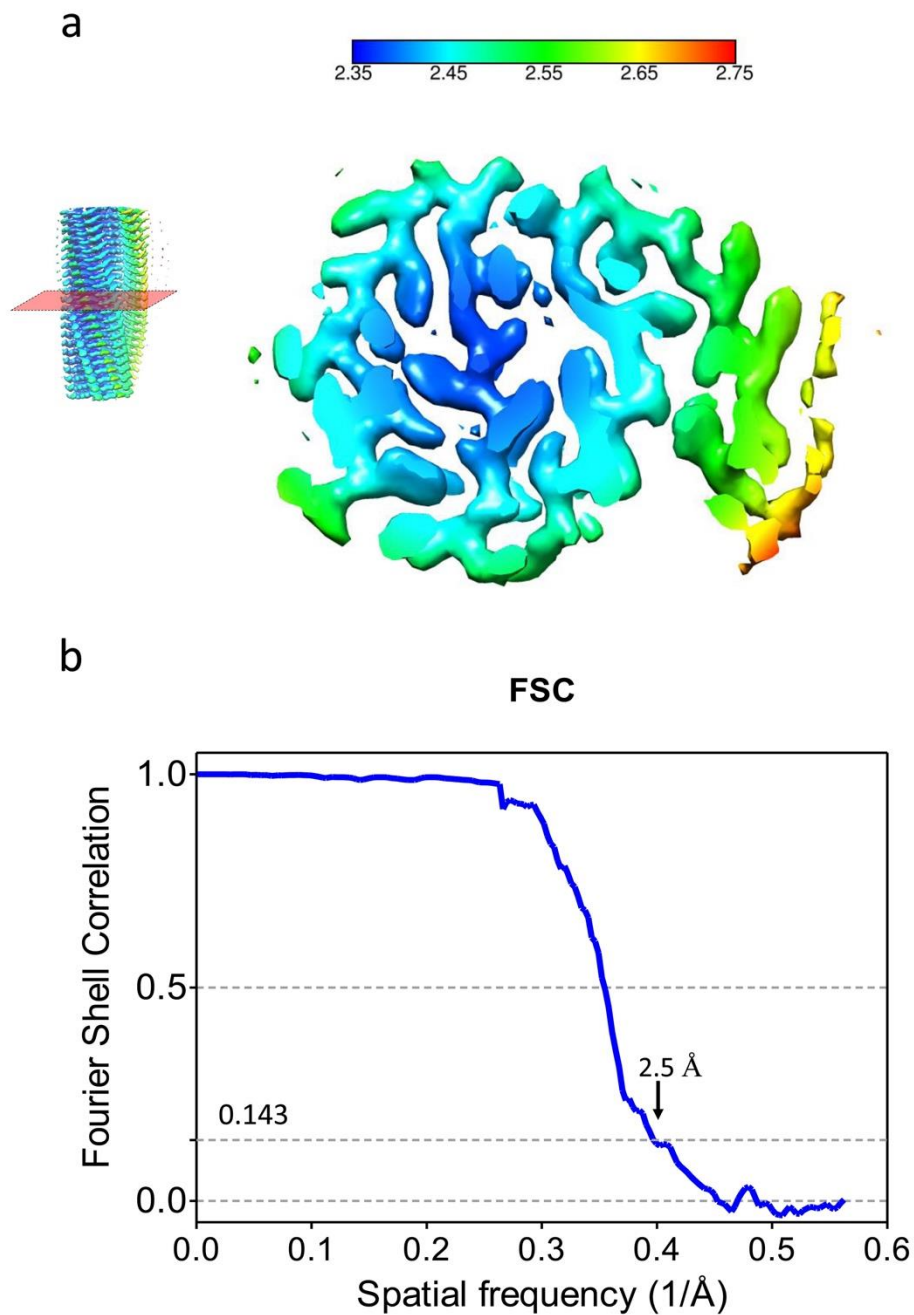 a
2.35 2.45 2.55 2.65 2.75
b
FSC
Fourier Shell Correlation
1.0
0.5
2.5 Å
0.143
0.0
0.0 0.1 0.2 0.3 0.4 0.5 0.6
Spatial frequency (1/Å)